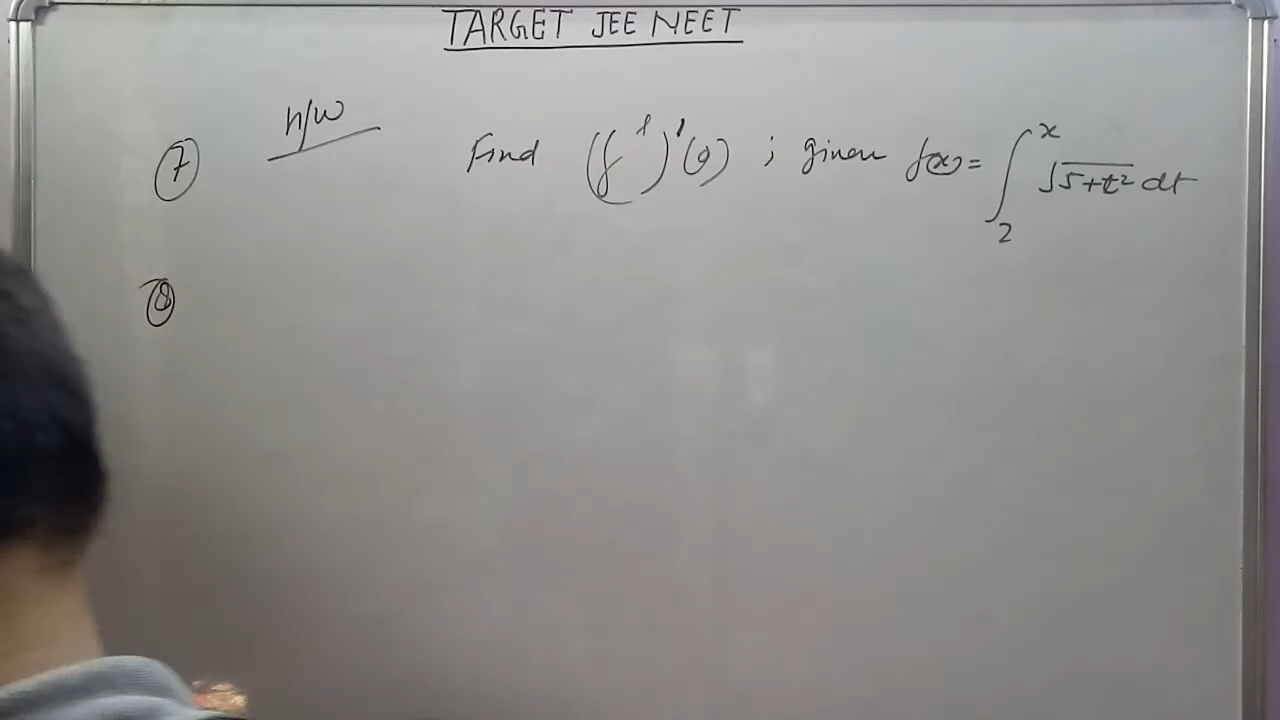 TARGET JEE NEET
h/w
⑦ Find (f⁻¹)'(0) ; given f(x) = ∫₂ˣ √5+t² dt
⑧